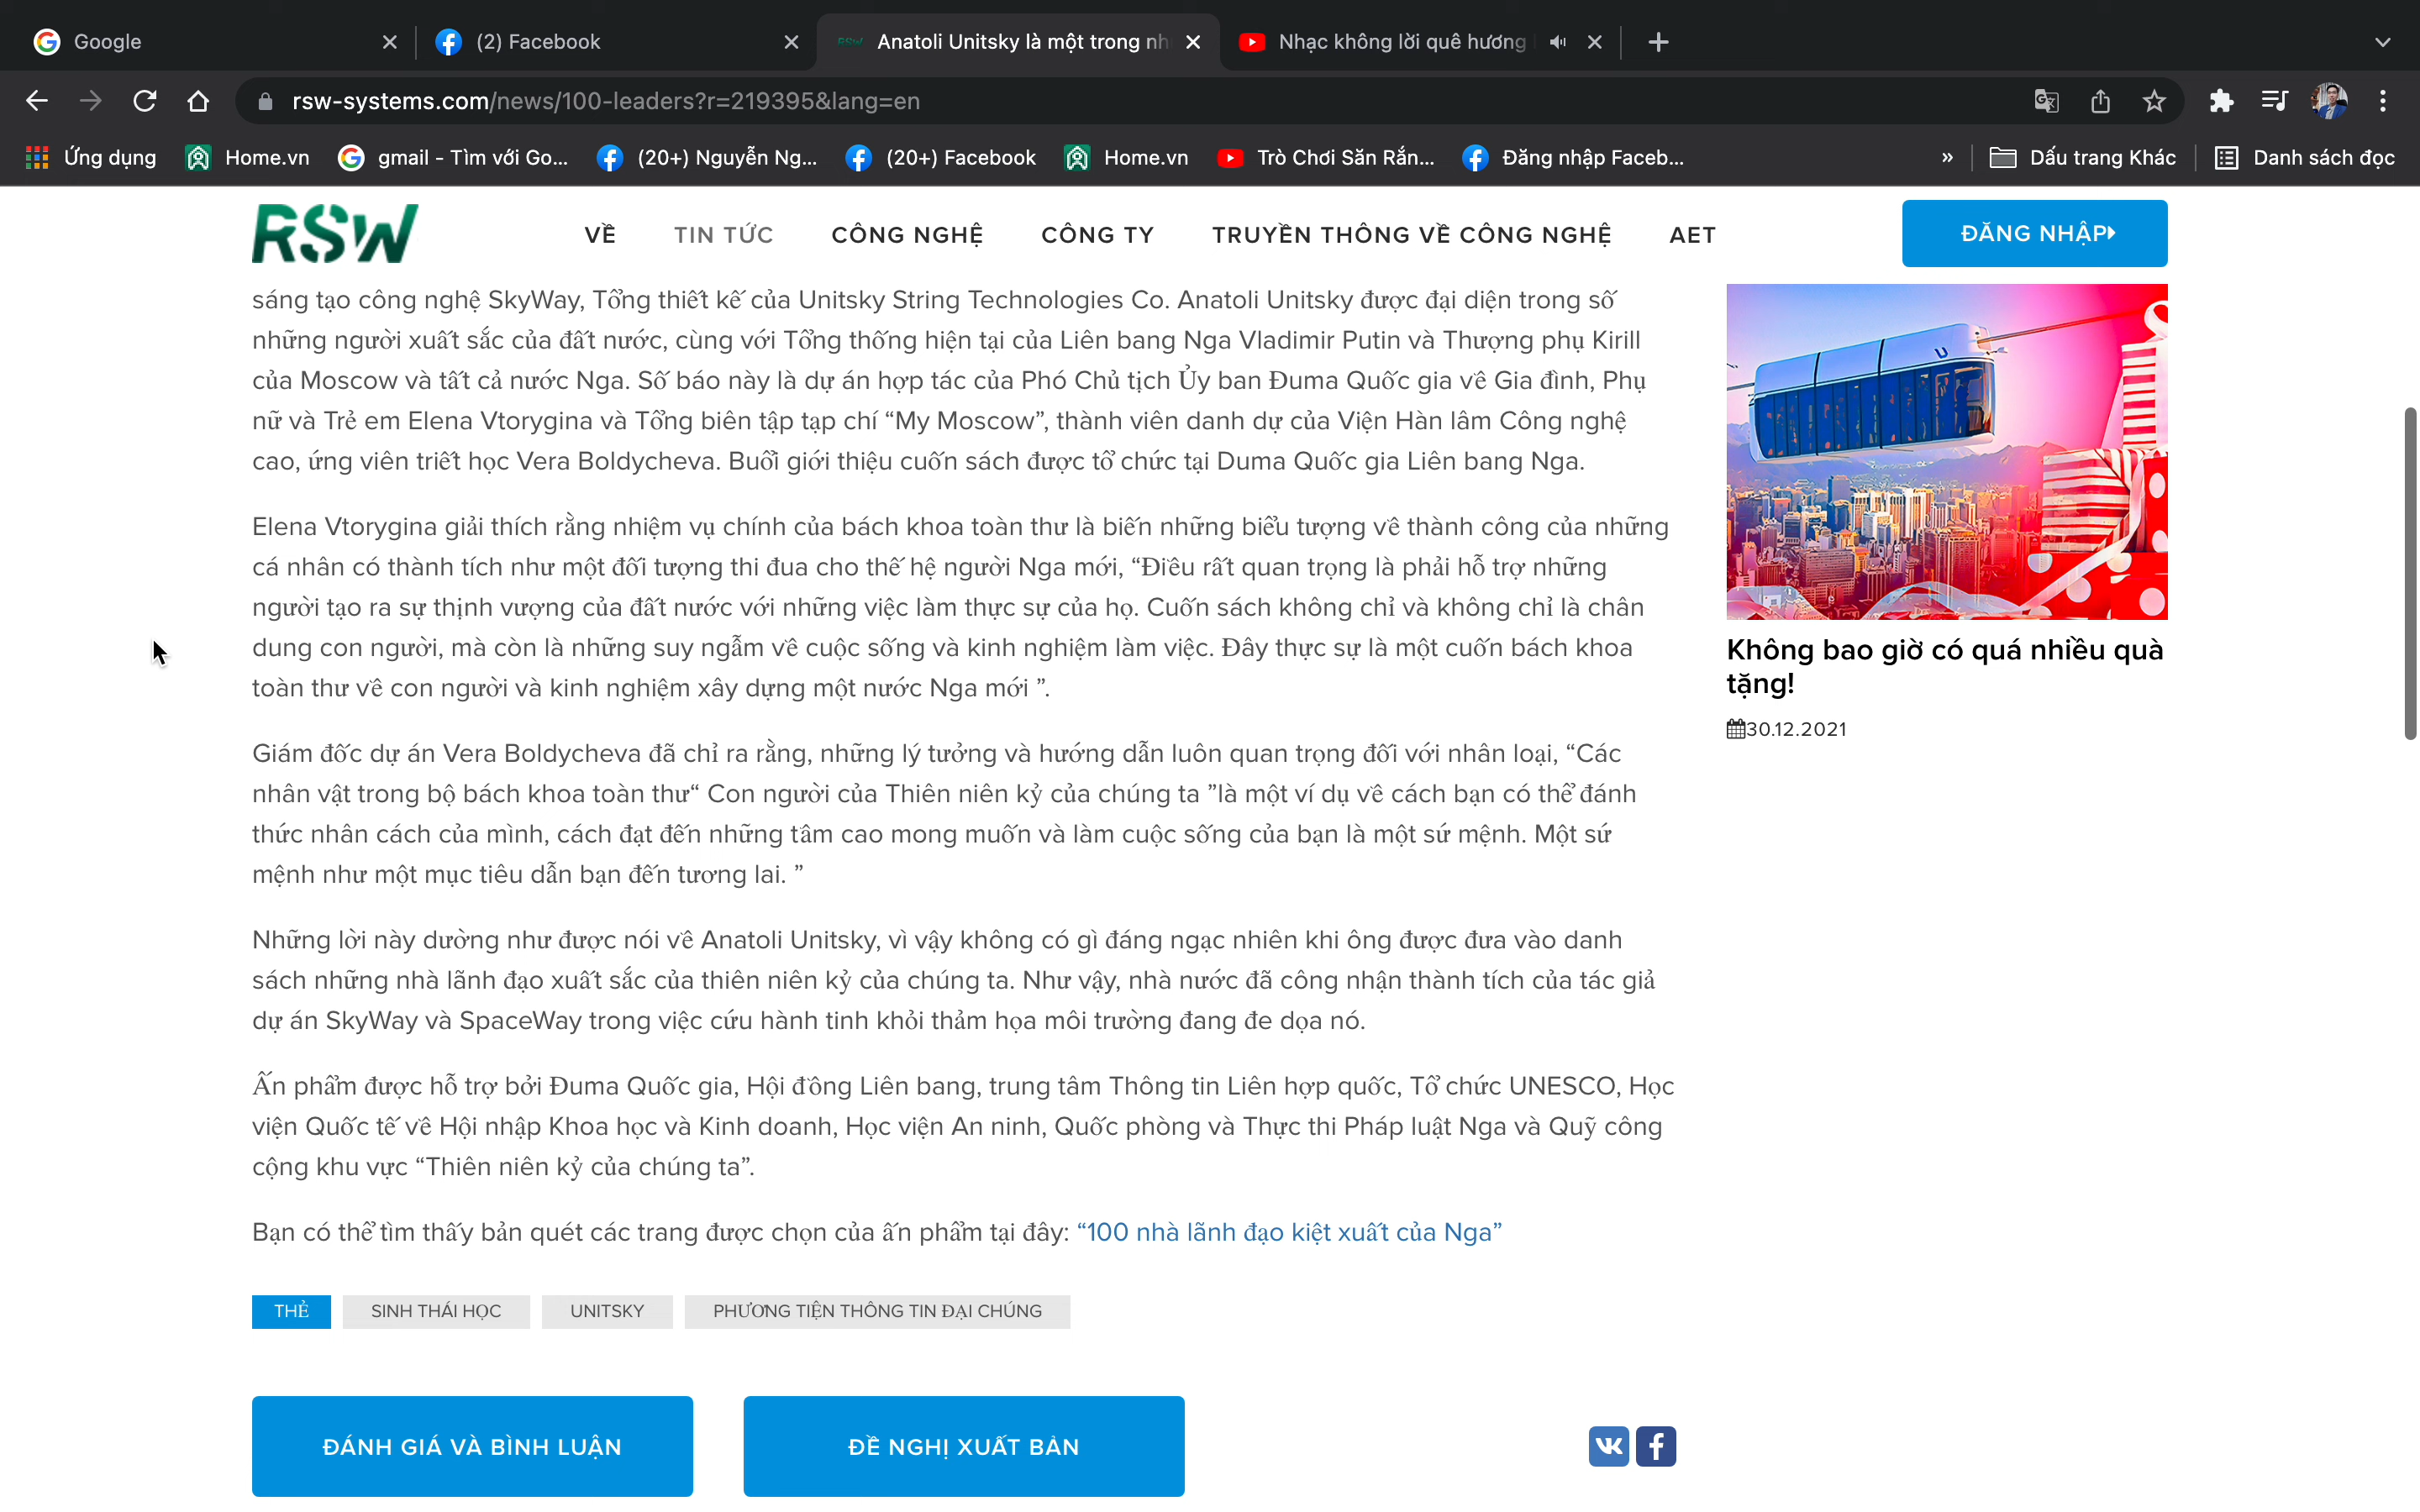 Google
(2) Facebook
Anatoli Unitsky là một trong nh
Nhạc không lời quê hương
rsw-systems.com/news/100-leaders?r=219395&lang=en
Ứng dụng
Home.vn
gmail - Tìm với Go...
(20+) Nguyễn Ng...
(20+) Facebook
Home.vn
Trò Chơi Săn Rắn...
Đăng nhập Faceb...
»
Dấu trang Khác
Danh sách đọc
RSW
VỀ
TIN TỨC
CÔNG NGHỆ
CÔNG TY
TRUYỀN THÔNG VỀ CÔNG NGHỆ
AET
ĐĂNG NHẬP
sáng tạo công nghệ SkyWay, Tổng thiết kế của Unitsky String Technologies Co. Anatoli Unitsky được đại diện trong số
những người xuất sắc của đất nước, cùng với Tổng thống hiện tại của Liên bang Nga Vladimir Putin và Thượng phụ Kirill
của Moscow và tất cả nước Nga. Số báo này là dự án hợp tác của Phó Chủ tịch Ủy ban Đuma Quốc gia về Gia đình, Phụ
nữ và Trẻ em Elena Vtorygina và Tổng biên tập tạp chí “My Moscow”, thành viên danh dự của Viện Hàn lâm Công nghệ
cao, ứng viên triết học Vera Boldycheva. Buổi giới thiệu cuốn sách được tổ chức tại Duma Quốc gia Liên bang Nga.
Elena Vtorygina giải thích rằng nhiệm vụ chính của bách khoa toàn thư là biến những biểu tượng về thành công của những
cá nhân có thành tích như một đối tượng thi đua cho thế hệ người Nga mới, “Điều rất quan trọng là phải hỗ trợ những
người tạo ra sự thịnh vượng của đất nước với những việc làm thực sự của họ. Cuốn sách không chỉ và không chỉ là chân
dung con người, mà còn là những suy ngẫm về cuộc sống và kinh nghiệm làm việc. Đây thực sự là một cuốn bách khoa
toàn thư về con người và kinh nghiệm xây dựng một nước Nga mới ”.
Giám đốc dự án Vera Boldycheva đã chỉ ra rằng, những lý tưởng và hướng dẫn luôn quan trọng đối với nhân loại, “Các
nhân vật trong bộ bách khoa toàn thư“ Con người của Thiên niên kỷ của chúng ta ”là một ví dụ về cách bạn có thể đánh
thức nhân cách của mình, cách đạt đến những tầm cao mong muốn và làm cuộc sống của bạn là một sứ mệnh. Một sứ
mệnh như một mục tiêu dẫn bạn đến tương lai. ”
Những lời này dường như được nói về Anatoli Unitsky, vì vậy không có gì đáng ngạc nhiên khi ông được đưa vào danh
sách những nhà lãnh đạo xuất sắc của thiên niên kỷ của chúng ta. Như vậy, nhà nước đã công nhận thành tích của tác giả
dự án SkyWay và SpaceWay trong việc cứu hành tinh khỏi thảm họa môi trường đang đe dọa nó.
Ấn phẩm được hỗ trợ bởi Đuma Quốc gia, Hội đồng Liên bang, trung tâm Thông tin Liên hợp quốc, Tổ chức UNESCO, Học
viện Quốc tế về Hội nhập Khoa học và Kinh doanh, Học viện An ninh, Quốc phòng và Thực thi Pháp luật Nga và Quỹ công
cộng khu vực “Thiên niên kỷ của chúng ta”.
Bạn có thể tìm thấy bản quét các trang được chọn của ấn phẩm tại đây: “100 nhà lãnh đạo kiệt xuất của Nga”
THẺ
SINH THÁI HỌC
UNITSKY
PHƯƠNG TIỆN THÔNG TIN ĐẠI CHÚNG
ĐÁNH GIÁ VÀ BÌNH LUẬN
ĐỀ NGHỊ XUẤT BẢN
Không bao giờ có quá nhiều quà
tặng!
30.12.2021